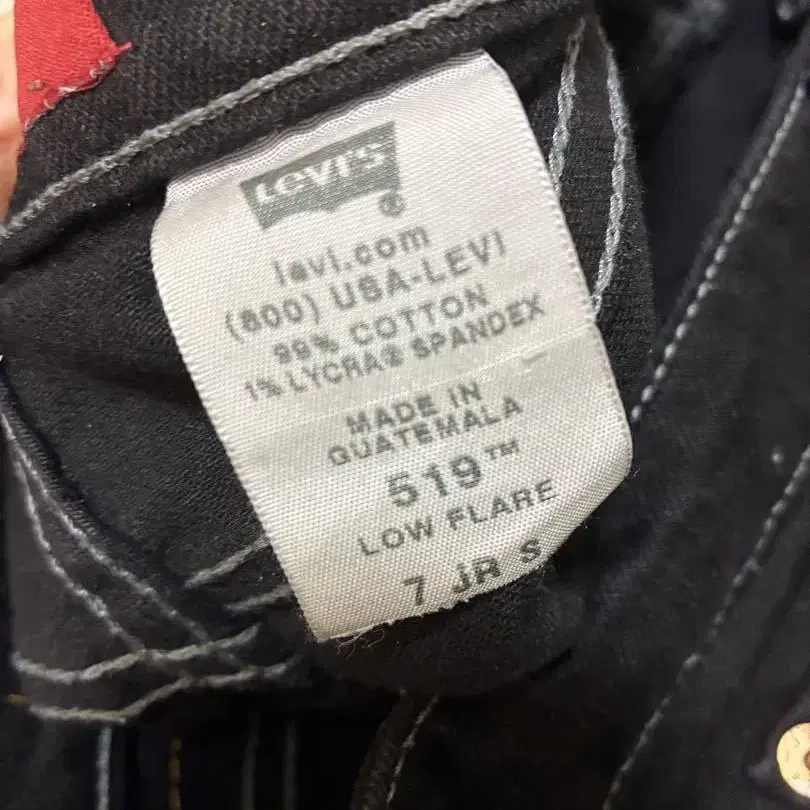 LEVI'S
®
levi.com
(800) USA-LEVI
99% COTTON
1% LYCRA® SPANDEX
MADE IN
GUATEMALA
519™
LOW FLARE
7 JR S